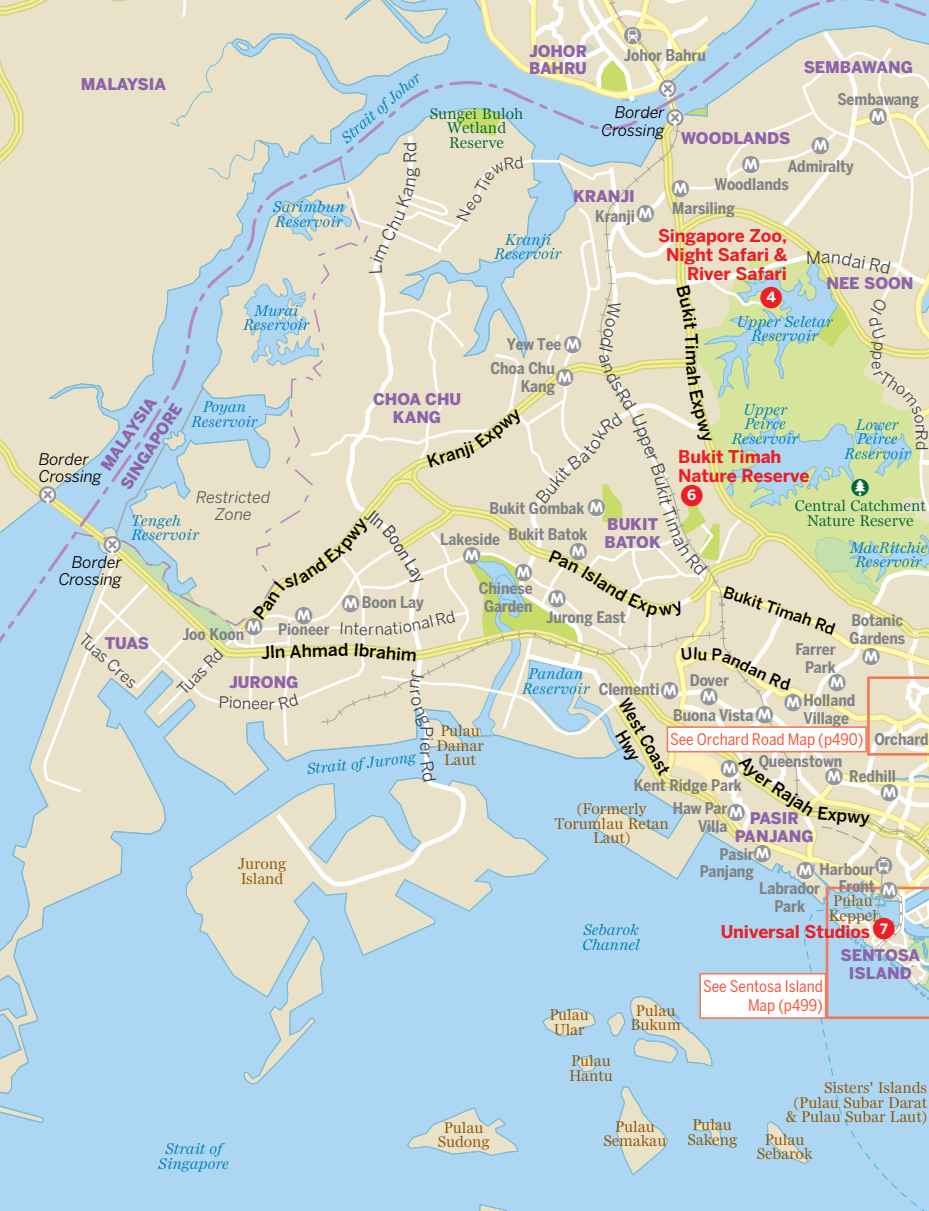 JOHOR
BAHRU
Johor Bahru
MALAYSIA
SEMBAWANG
Sembawang
Strait of Johor
Sungei Buloh
Wetland
Reserve
Border
Crossing
WOODLANDS
Admiralty
Woodlands
Lim Chu Kang Rd
Neo Tiew Rd
KRANJI
Kranji
Marsiling
Sarimbun
Reservoir
Kranji
Reservoir
Singapore Zoo,
Night Safari &
River Safari
4
Mandai Rd
NEE SOON
Murai
Reservoir
Woodlands Rd
Bukit Timah Expwy
Upper Seletar
Reservoir
Old Upper Thomson Rd
Yew Tee
Choa Chu
Kang
CHOA CHU
KANG
Poyan
Reservoir
Upper
Peirce
Reservoir
Lower
Peirce
Reservoir
MALAYSIA
SINGAPORE
Kranji Expwy
Bukit Batok Rd
Upper Bukit Timah Rd
Bukit Timah
Nature Reserve
6
Border
Crossing
Restricted
Zone
Central Catchment
Nature Reserve
Bukit Gombak
BUKIT
BATOK
Tengeh
Reservoir
Jln Boon Lay
Lakeside
Bukit Batok
MacRitchie
Reservoir
Border
Crossing
Pan Island Expwy
Pan Island Expwy
Chinese
Garden
Boon Lay
Jurong East
Bukit Timah Rd
Botanic
Gardens
Joo Koon
Pioneer
International Rd
TUAS
Tuas Cres
Tuas Rd
Jln Ahmad Ibrahim
Ulu Pandan Rd
Farrer
Park
JURONG
Pioneer Rd
Jurong Pier Rd
Pandan
Reservoir
Clementi
Dover
Holland
Village
Buona Vista
West Coast
Hwy
See Orchard Road Map (p490)
Orchard
Pulau
Damar
Laut
Strait of Jurong
Queenstown
Redhill
Kent Ridge Park
Ayer Rajah Expwy
(Formerly
Torumlau Retan
Laut)
Haw Par
Villa
PASIR
PANJANG
Pasir
Panjang
Jurong
Island
Harbour
Front
Labrador
Park
Pulau
Keppel
Universal Studios
7
Sebarok
Channel
SENTOSA
ISLAND
See Sentosa Island
Map (p499)
Pulau
Ular
Pulau
Bukum
Pulau
Hantu
Sisters' Islands
(Pulau Subar Darat
& Pulau Subar Laut)
Pulau
Sudong
Pulau
Semakau
Pulau
Sakeng
Pulau
Sebarok
Strait of
Singapore